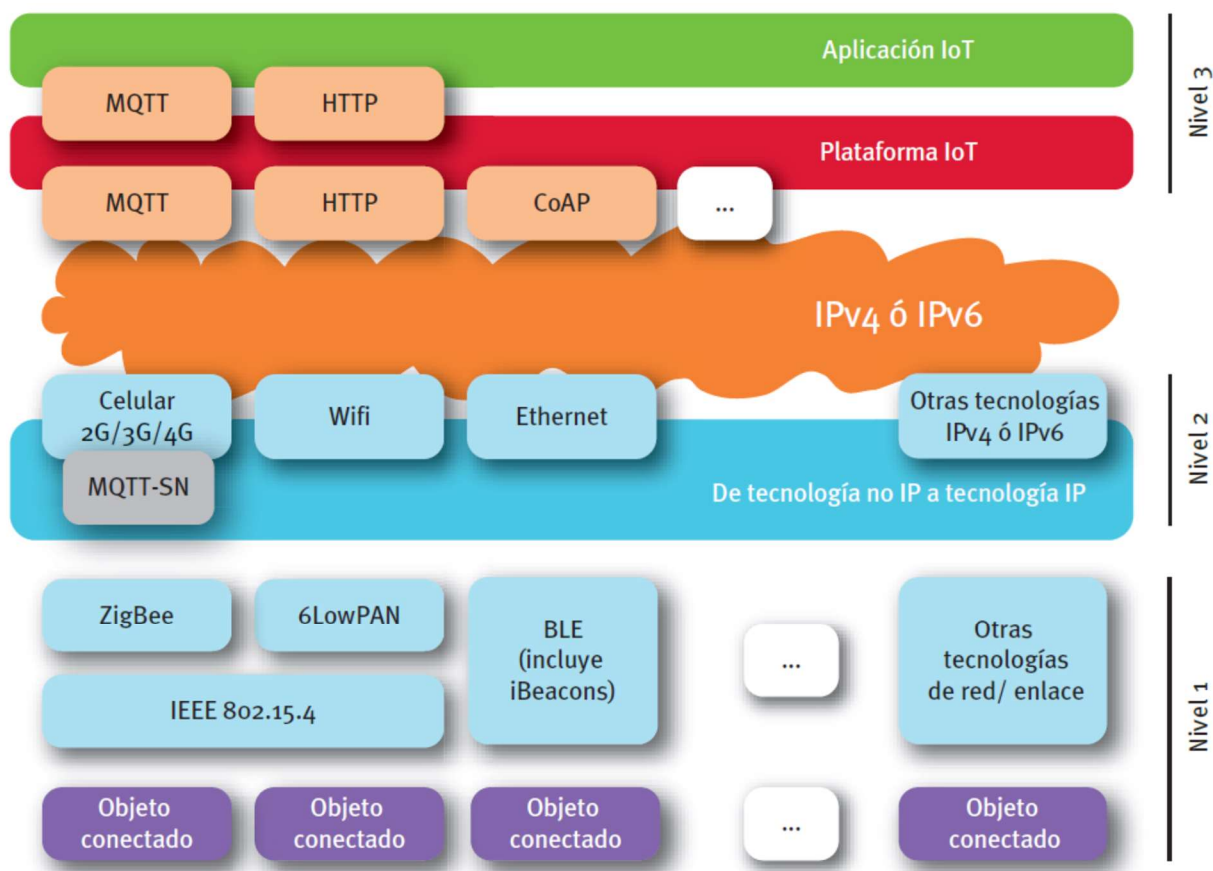 Aplicación IoT
MQTT
HTTP
Plataforma IoT
MQTT
HTTP
CoAP
...
Nivel 3
IPv4 ó IPv6
Celular
2G/3G/4G
Wifi
Ethernet
Otras tecnologías
IPv4 ó IPv6
MQTT-SN
De tecnología no IP a tecnología IP
Nivel 2
ZigBee
6LowPAN
BLE
(incluye
iBeacons)
...
Otras
tecnologías
de red/ enlace
IEEE 802.15.4
Objeto
conectado
Objeto
conectado
Objeto
conectado
...
Objeto
conectado
Nivel 1